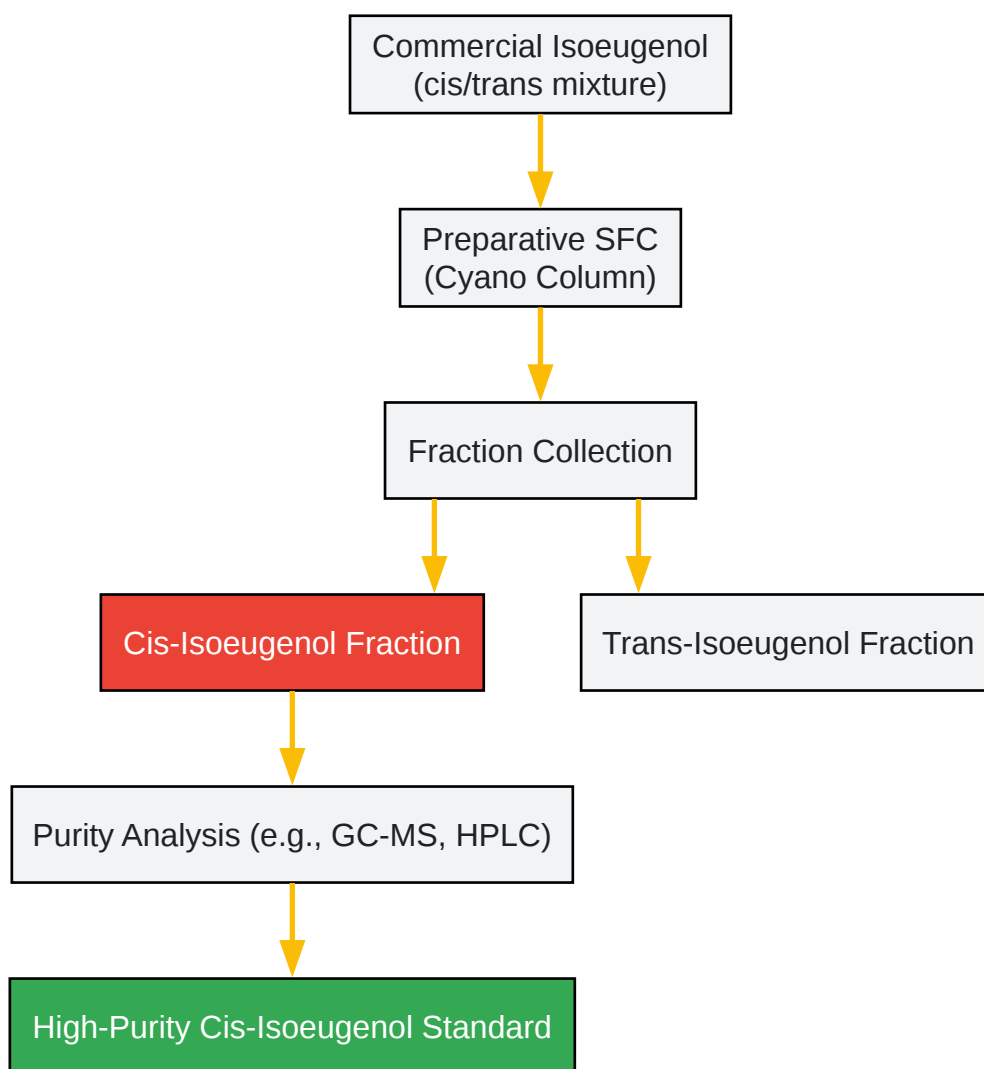 Commercial Isoeugenol
(cis/trans mixture)
Preparative SFC
(Cyano Column)
Fraction Collection
Cis-Isoeugenol Fraction
Trans-Isoeugenol Fraction
Purity Analysis (e.g., GC-MS, HPLC)
High-Purity Cis-Isoeugenol Standard